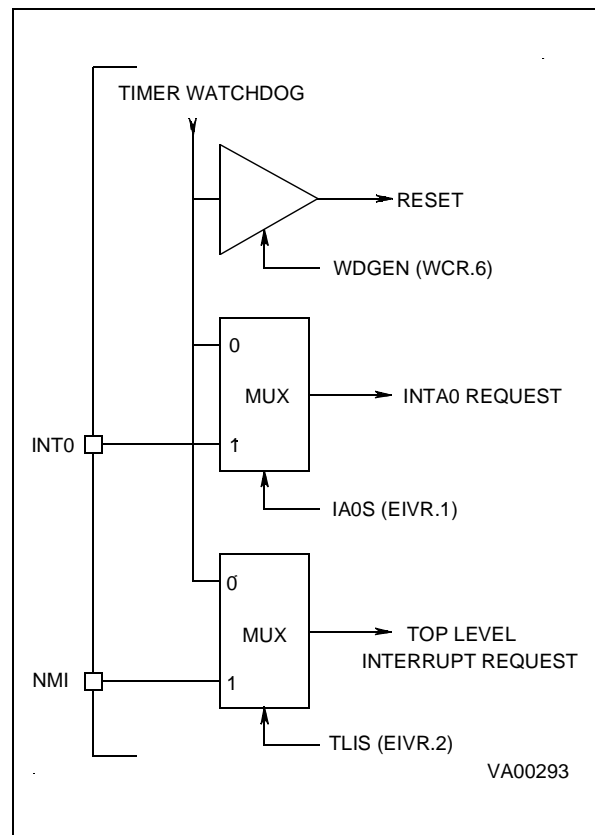 TIMER WATCHDOG
RESET
WDGEN (WCR.6)
0
MUX
INTA0 REQUEST
INT0
1
IA0S (EIVR.1)
0
MUX
TOP LEVEL
INTERRUPT REQUEST
NMI
1
TLIS (EIVR.2)
VA00293